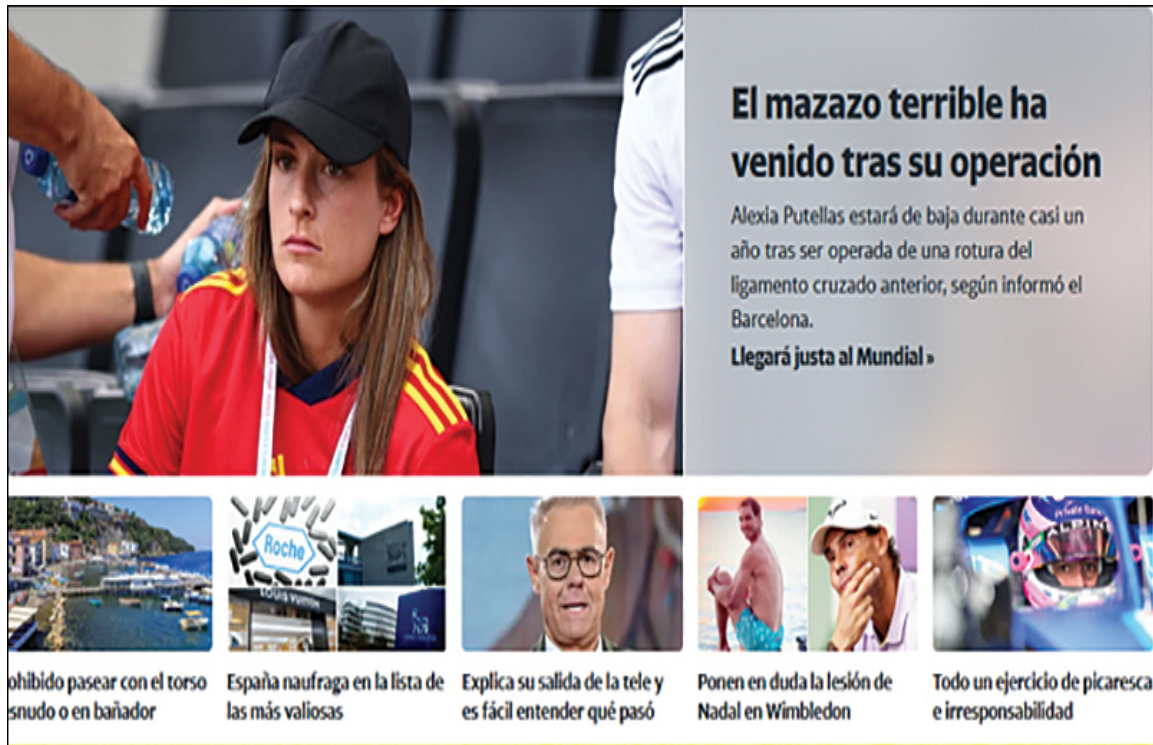 El mazazo terrible ha
venido tras su operación
Alexia Putellas estará de baja durante casi un
año tras ser operada de una rotura del
ligamento cruzado anterior, según informó el
Barcelona.
Llegará justa al Mundial »
Roche
LOUIS VUITTON
ALPINE
ohibido pasear con el torso
snudo o en bañador
España naufraga en la lista de
las más valiosas
Explica su salida de la tele y
es fácil entender qué pasó
Ponen en duda la lesión de
Nadal en Wimbledon
Todo un ejercicio de picaresca
e irresponsabilidad